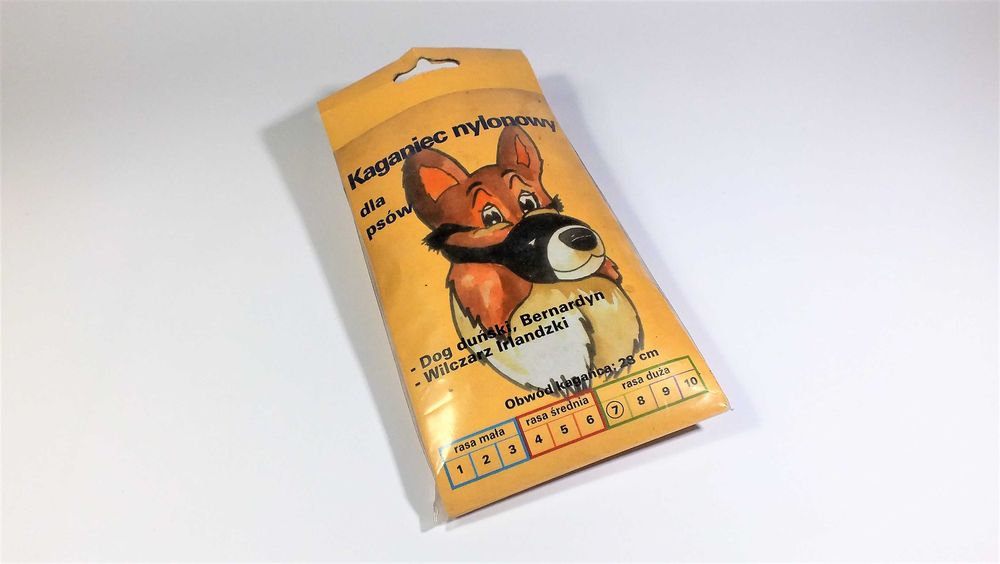 Kaganiec nylonowy
dla
psów
- Dog duński, Bernardyn
- Wilczarz Irlandzki
Obwód kagańca: 28 cm
rasa mała rasa średnia rasa duża
1 2 3 4 5 6 7 8 9 10